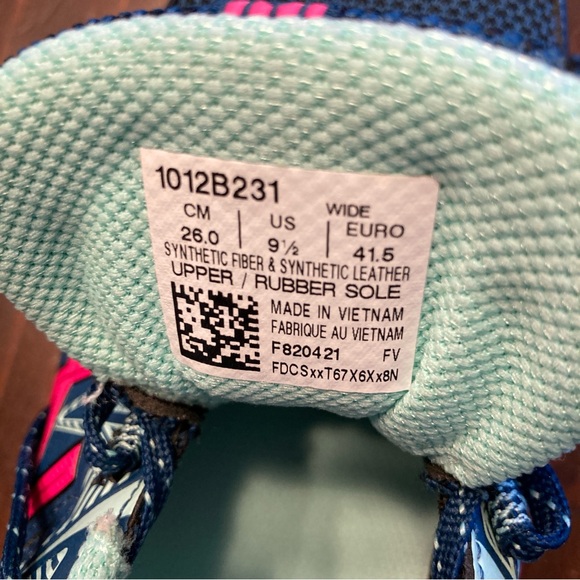 1012B231
WIDE
CM | US | EURO
26.0 | 9½ | 41.5
SYNTHETIC FIBER & SYNTHETIC LEATHER
UPPER / RUBBER SOLE
MADE IN VIETNAM
FABRIQUE AU VIETNAM
F820421 FV
FDCSxxT67X6Xx8N